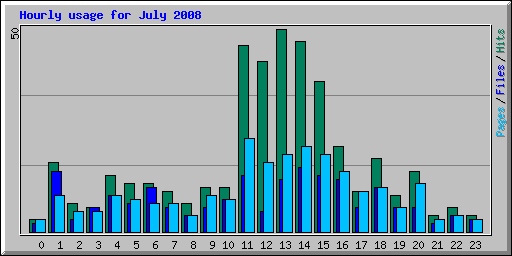 Hourly usage for July 2008
50
Pages / Files / Hits
0 1 2 3 4 5 6 7 8 9 10 11 12 13 14 15 16 17 18 19 20 21 22 23